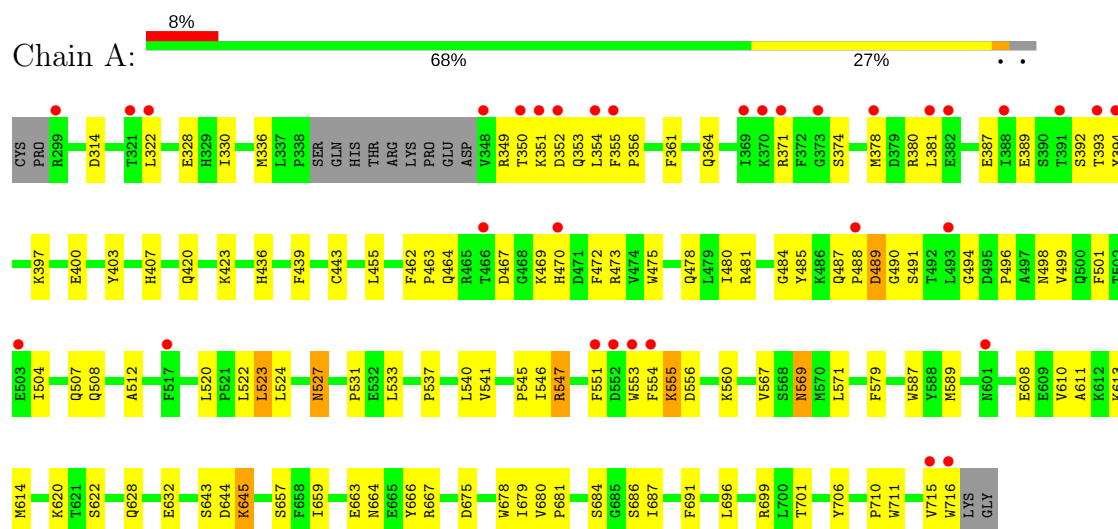 8%
Chain A:
68% 27% • •
CYS PRO R299 D314 T321 L322 E328 H329 I330 M336 L337 P338 SER GLN HIS THR ARG LYS PRO GLU ASP V348 R349 T350 K351 D352 Q353 L354 F355 P356 F361 Q364 I369 K370 R371 F372 G373 S374 M378 D379 R380 L381 E382 E387 I388 E389 S390 T391 S392 T393
K397 E400 Y403 H407 Q420 K423 H436 F439 C443 L455 F462 P463 Q464 R465 T466 D467 G468 K469 H470 D471 F472 R473 V474 W475 Q478 L479 I480 R481 G484 Y485 K486 Q487 P488 D489 G490 S491 T492 L493 G494 D495 P496 A497 N498 V499 Q500 F501 T502
E503 I504 Q507 Q508 A512 F517 L520 P521 L522 L523 L524 N527 P531 E532 L533 P537 L540 V541 P545 I546 R547 F551 D552 W553 F554 K555 D556 K560 V567 S568 N569 M570 L571 F579 W587 Y588 M589 N601 E608 E609 V610 A611 K612 K613
M614 K620 T621 S622 Q628 E632 S643 D644 K645 S657 F658 I659 E663 N664 E665 Y666 R667 D675 W678 I679 V680 P681 S684 G685 S686 I687 F691 L696 R699 L700 T701 Y706 P710 W711 V715 W716 LYS GLY